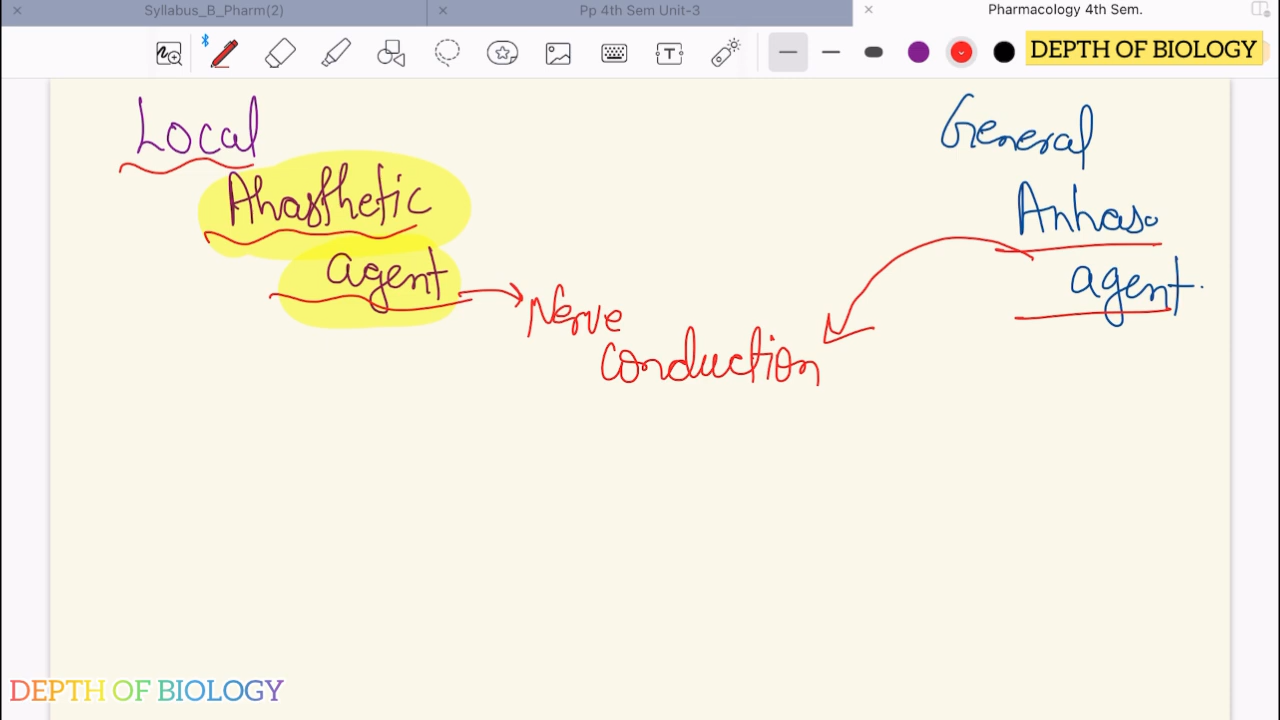 Syllabus_B_Pharm(2)
Pp 4th Sem Unit-3
Pharmacology 4th Sem.
DEPTH OF BIOLOGY
Local
Ahasthetic
agent
General
Anhaso
agent.
Nerve
conduction
DEPTH OF BIOLOGY